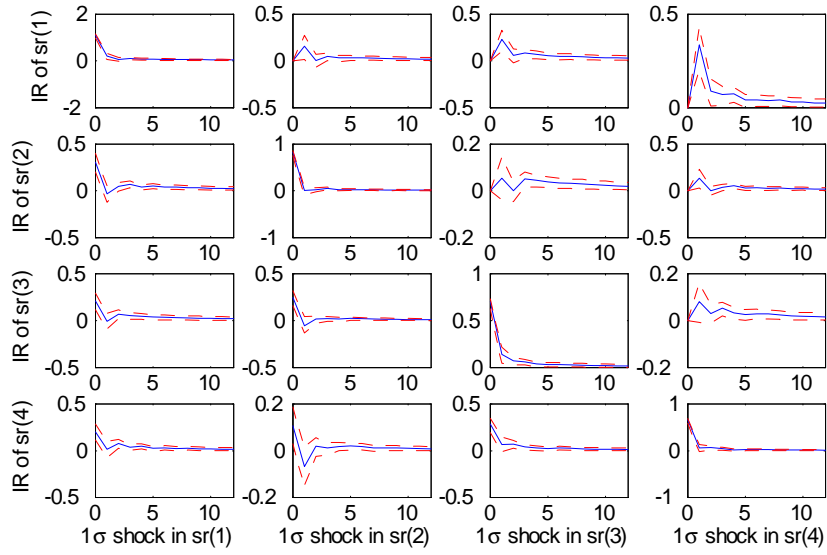 IR of sr(1)
2 0.5 0.5 0.5
0 0 0
-2 -0.5 -0.5 0
0 5 10 0 5 10 0 5 10 0 5 10
IR of sr(2)
0.5 1 0.2 0.5
0 0 0 0
-0.5 -1 -0.2 -0.5
0 5 10 0 5 10 0 5 10 0 5 10
IR of sr(3)
0.5 0.5 1 0.2
0 0 0.5 0
-0.5 -0.5 0 -0.2
0 5 10 0 5 10 0 5 10 0 5 10
IR of sr(4)
0.5 0.2 0.5 1
0 0 0 0
-0.5 -0.2 -0.5 -1
0 5 10 0 5 10 0 5 10 0 5 10
1σ shock in sr(1) 1σ shock in sr(2) 1σ shock in sr(3) 1σ shock in sr(4)